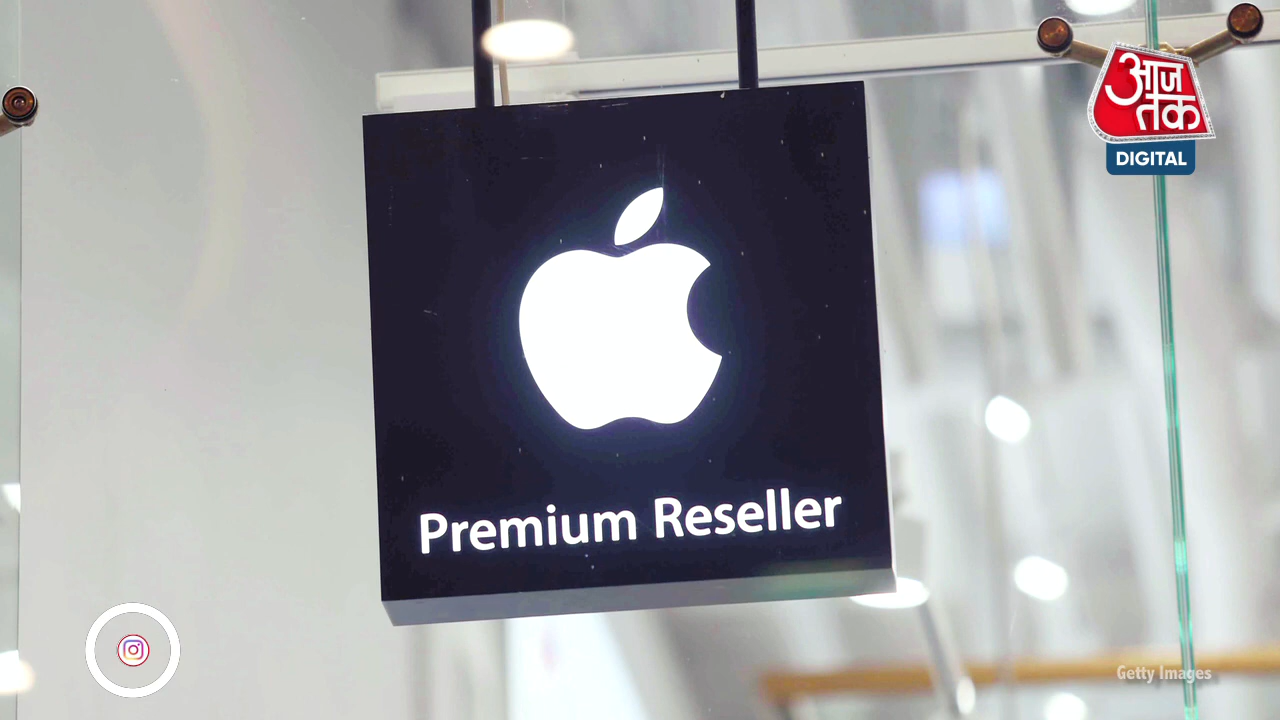 आज
तक
DIGITAL
Premium Reseller
Getty Images